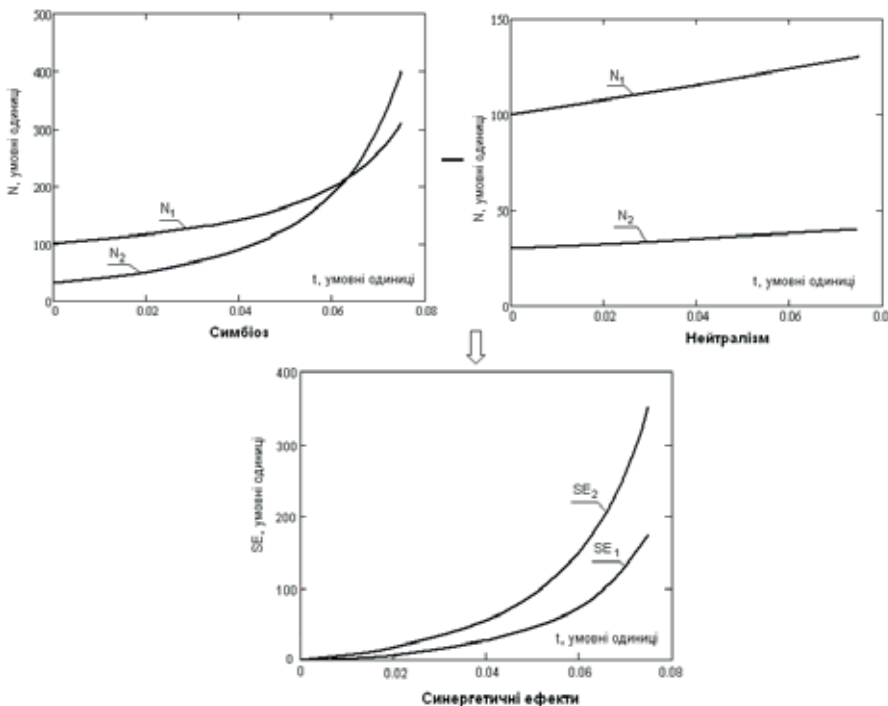 500
400
300
200
100
0
N, умовні одиниці
N1
N2
t, умовні одиниці
0
0.02
0.04
0.06
0.08
Симбіоз
150
100
50
0
N, умовні одиниці
N1
N2
t, умовні одиниці
0
0.02
0.04
0.06
0.0
Нейтралізм
400
300
200
100
0
SE, умовні одиниці
SE2
SE1
t, умовні одиниці
0
0.02
0.04
0.06
0.08
Синергетичні ефекти